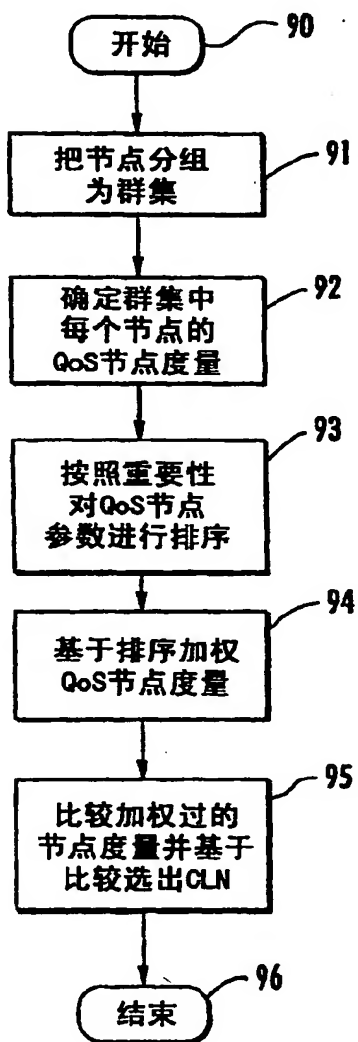 开始
90
把节点分组
为群集
91
确定群集中
每个节点的
QoS节点度量
92
按照重要性
对QoS节点
参数进行排序
93
基于排序加权
QoS节点度量
94
比较加权过的
节点度量并基于
比较选出CLN
95
结束
96